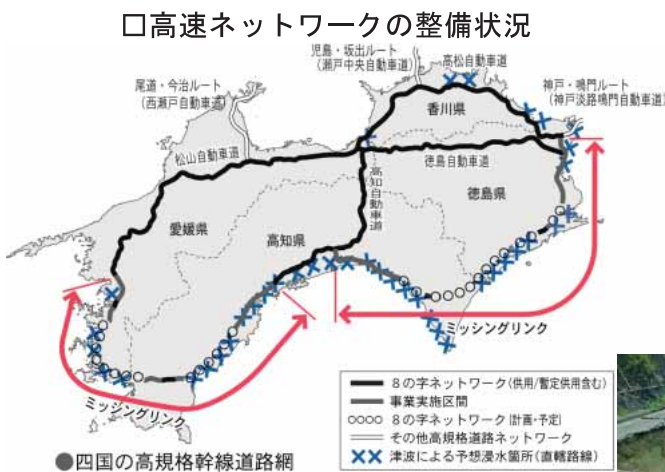 □高速ネットワークの整備状況
児島・坂出ルート
(瀬戸中央自動車道)
高松自動車道
尾道・今治ルート
(西瀬戸自動車道)
神戸・鳴門ルート
(神戸淡路鳴門自動車道)
香川県
松山自動車道
徳島自動車道
高知自動車道
徳島県
愛媛県
高知県
ミッシングリンク
ミッシングリンク
8の字ネットワーク(供用/暫定供用含む)
事業実施区間
8の字ネットワーク[計画・予定]
その他高規格道路ネットワーク
津波による予想浸水箇所(直轄路線)
●四国の高規格幹線道路網